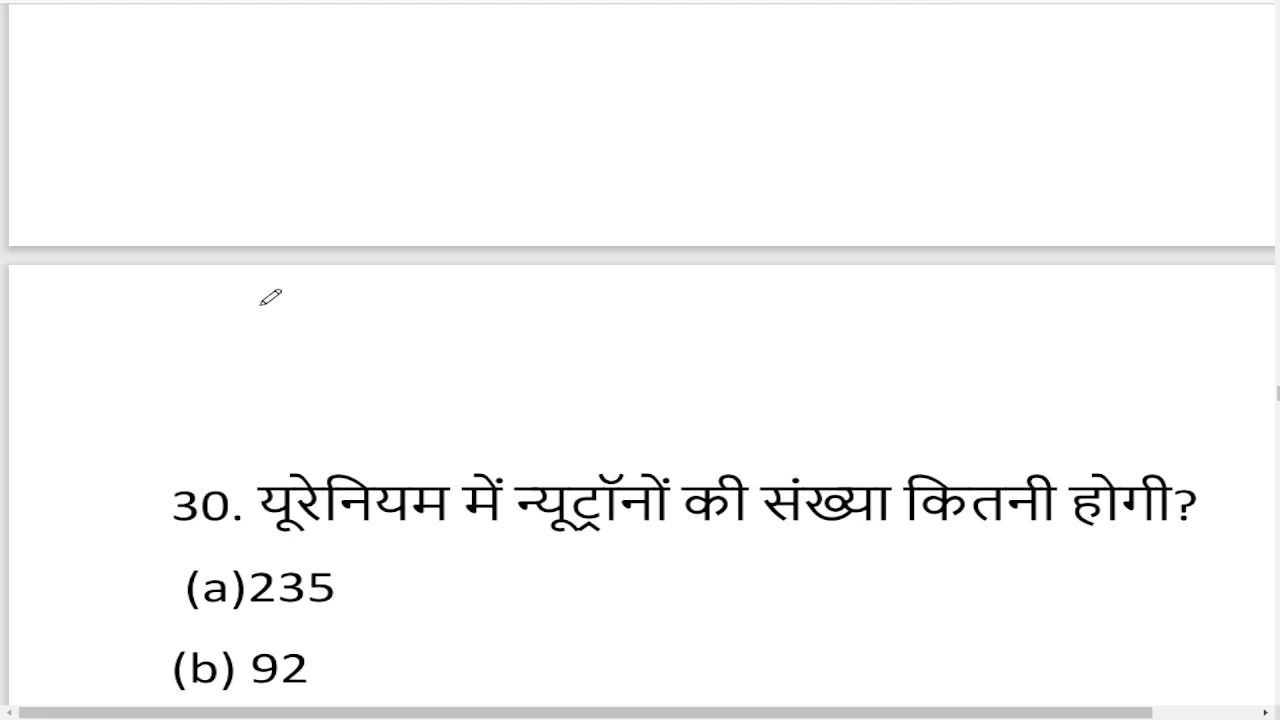 30. यूरेनियम में न्यूट्रॉनों की संख्या कितनी होगी?
(a)235
(b) 92